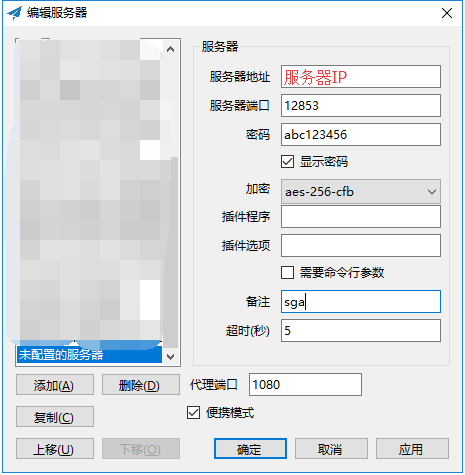 编辑服务器
服务器
服务器地址 服务器IP
服务器端口 12853
密码 abc123456
显示密码
加密 aes-256-cfb
插件程序
插件选项
需要命令行参数
备注 sga
超时(秒) 5
未配置的服务器
添加(A) 删除(D) 代理端口 1080
复制(C) 便携模式
上移(U) 下移(O) 确定 取消 应用